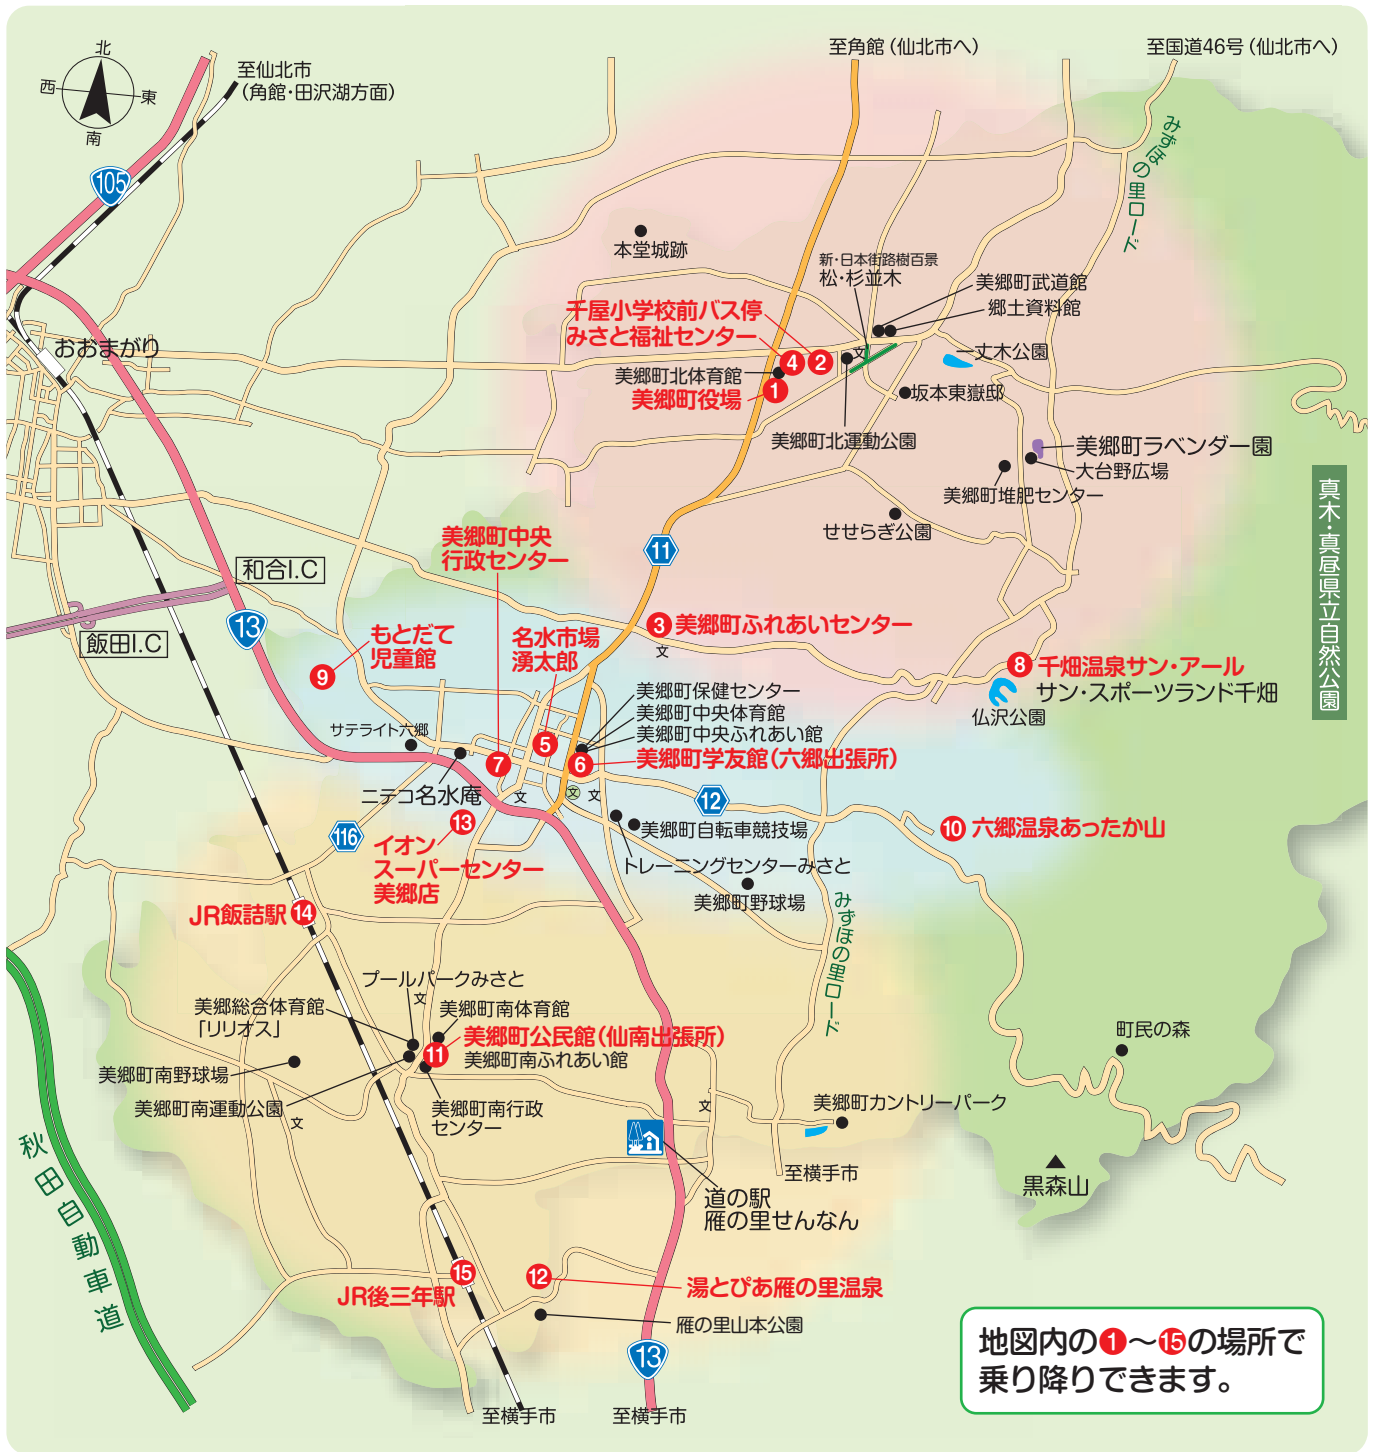 北
西
東
南
至仙北市
(角館・田沢湖方面)
至角館(仙北市へ)
至国道46号(仙北市へ)
105
みずほの里ロード
本堂城跡
新・日本街路樹百景
松・杉並木
美郷町武道館
郷土資料館
千屋小学校前バス停
みさと福祉センター
おおまがり
4
2
文
一丈木公園
美郷町北体育館
1
美郷町役場
坂本東嶽邸
美郷町北運動公園
美郷町ラベンダー園
大台野広場
美郷町堆肥センター
せせらぎ公園
真木・真昼県立自然公園
美郷町中央
行政センター
11
和合I.C
飯田I.C
13
もとだて
児童館
9
名水市場
湧太郎
3
美郷町ふれあいセンター
文
8
千畑温泉サン・アール
サン・スポーツランド千畑
仏沢公園
美郷町保健センター
美郷町中央体育館
美郷町中央ふれあい館
サテライト六郷
5
7
6
美郷町学友館(六郷出張所)
ニテコ名水庵
文
文
文
12
13
116
イオン
スーパーセンター
美郷店
美郷町自転車競技場
10
六郷温泉あったか山
トレーニングセンターみさと
美郷町野球場
みずほの里ロード
JR飯詰駅
14
プールパークみさと
文
美郷総合体育館
「リリオス」
美郷町南体育館
美郷町公民館(仙南出張所)
11
美郷町南ふれあい館
町民の森
美郷町南野球場
美郷町南運動公園
文
美郷町南行政
センター
文
美郷町カントリーパーク
秋田自動車道
至横手市
黒森山
道の駅
雁の里せんなん
15
JR後三年駅
12
湯とぴあ雁の里温泉
雁の里山本公園
13
至横手市
至横手市
地図内の1～15の場所で
乗り降りできます。